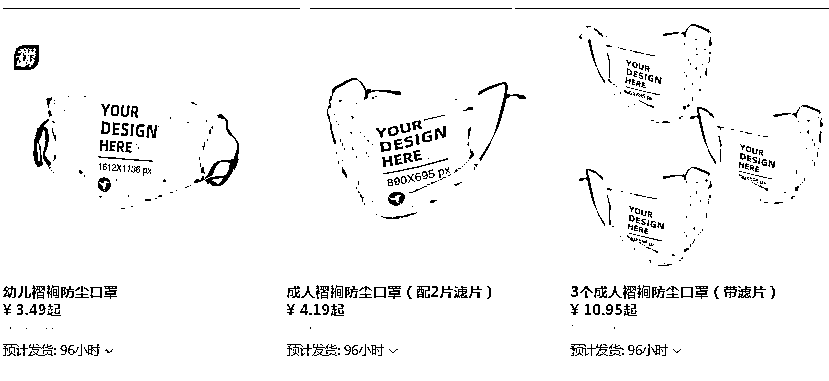 YOUR
DESIGN
HERE
1612X1136 px
YOUR
DESIGN
HERE
890X695 px
YOUR
DESIGN
HERE
YOUR
DESIGN
HERE
YOUR
DESIGN
HERE
幼儿褶裥防尘口罩
¥ 3.49起
预计发货: 96小时
成人褶裥防尘口罩（配2片滤片）
¥ 4.19起
预计发货: 96小时
3个成人褶裥防尘口罩（带滤片）
¥ 10.95起
预计发货: 96小时